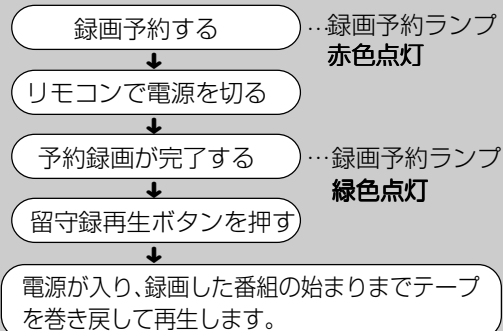 録画予約する
…録画予約ランプ
赤色点灯
リモコンで電源を切る
予約録画が完了する
…録画予約ランプ
緑色点灯
留守録再生ボタンを押す
電源が入り、録画した番組の始まりまでテープ
を巻き戻して再生します。